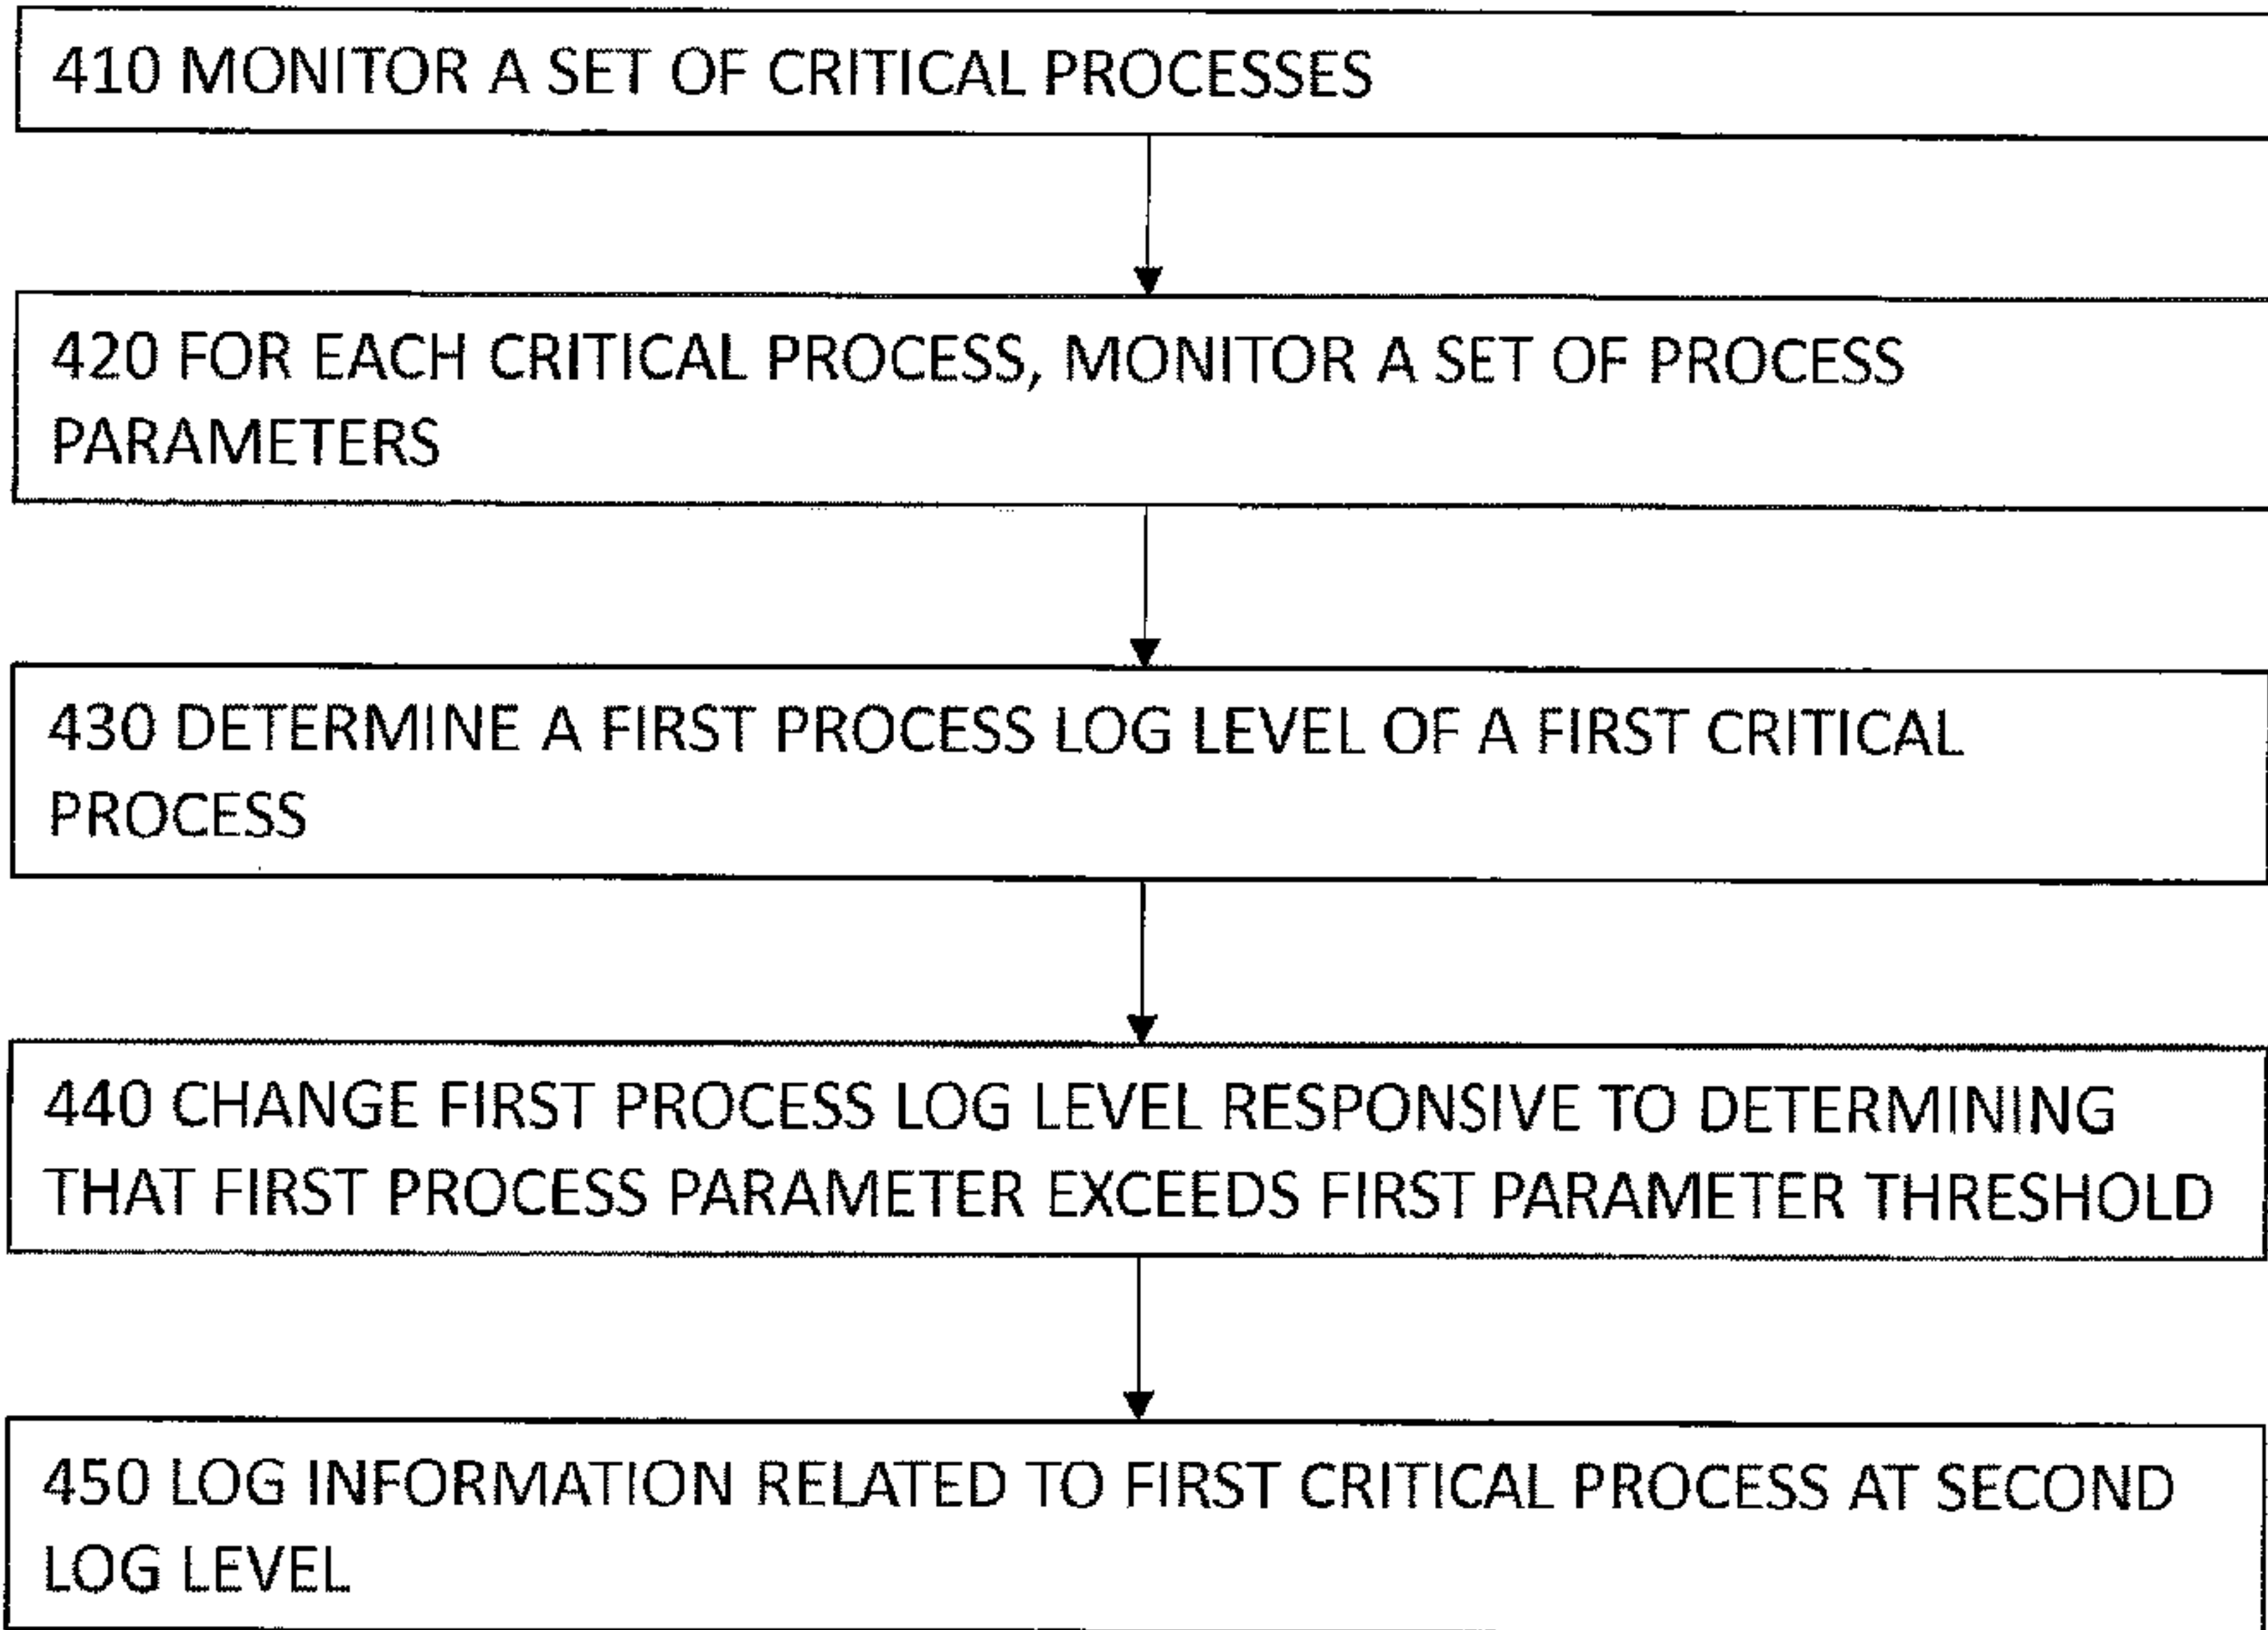 410 MONITOR A SET OF CRITICAL PROCESSES
420 FOR EACH CRITICAL PROCESS, MONITOR A SET OF PROCESS
PARAMETERS
430 DETERMINE A FIRST PROCESS LOG LEVEL OF A FIRST CRITICAL
PROCESS
440 CHANGE FIRST PROCESS LOG LEVEL RESPONSIVE TO DETERMINING
THAT FIRST PROCESS PARAMETER EXCEEDS FIRST PARAMETER THRESHOLD
450 LOG INFORMATION RELATED TO FIRST CRITICAL PROCESS AT SECOND
LOG LEVEL